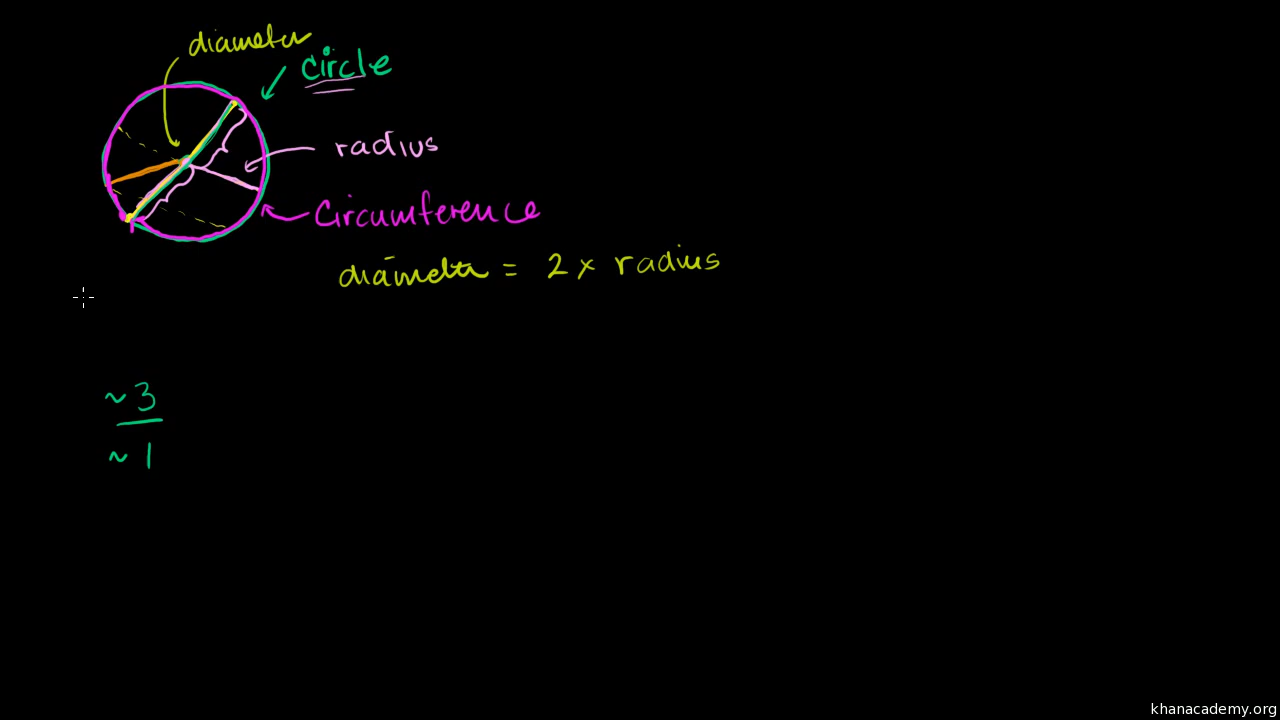 diameter
circle
radius
Circumference
diameter = 2 x radius
~ 3
~ 1
khanacademy.org